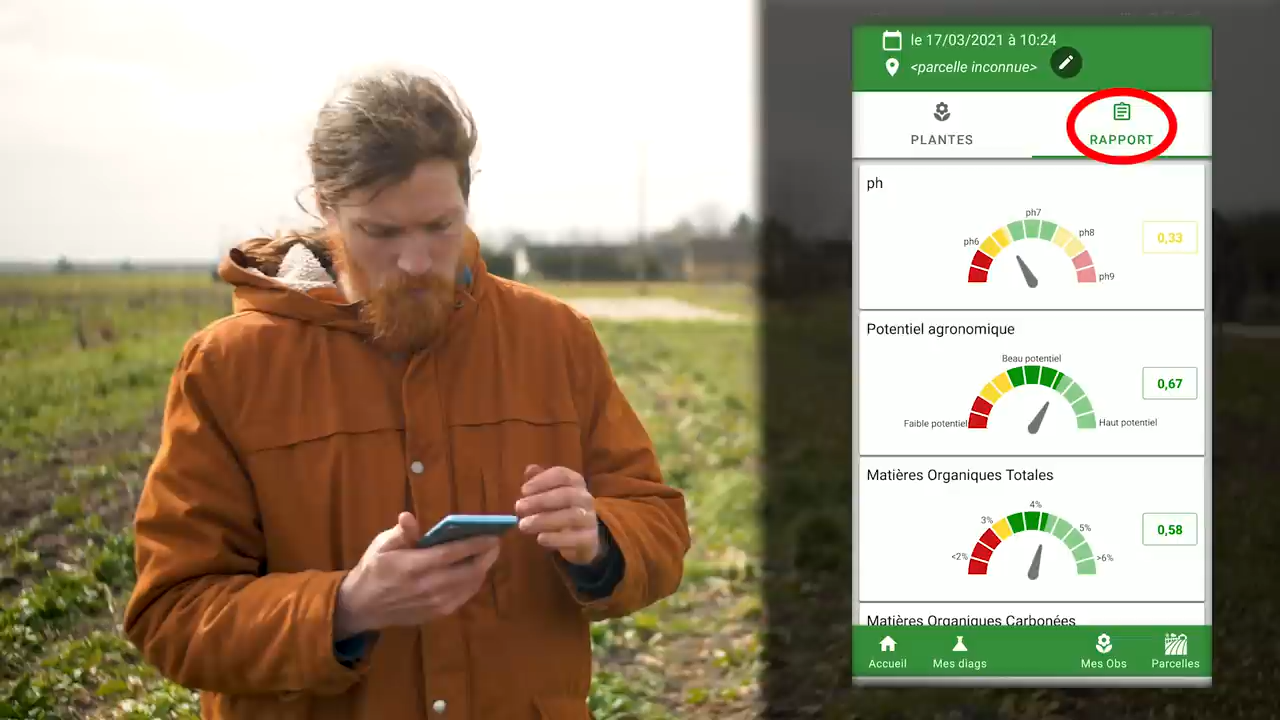 le 17/03/2021 à 10:24
<parcelle inconnue>
PLANTES
RAPPORT
ph
ph7
ph6
ph8
ph9
0,33
Potentiel agronomique
Beau potentiel
Faible potentiel
Haut potentiel
0,67
Matières Organiques Totales
4%
3%
5%
<2%
>6%
0,58
Matières Organiques Carbonées
Accueil
Mes diags
Mes Obs
Parcelles